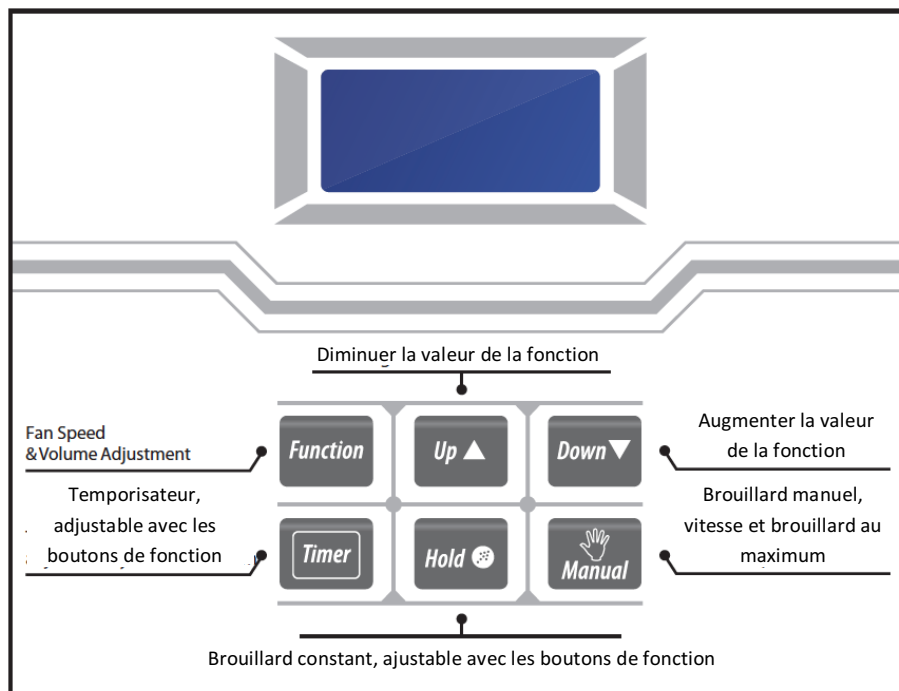 Diminuer la valeur de la fonction
Fan Speed
&Volume Adjustment
Function
Up
Down
Augmenter la valeur
de la fonction
Temporisateur,
adjustable avec les
boutons de fonction
Timer
Hold
Manual
Brouillard manuel,
vitesse et brouillard au
maximum
Brouillard constant, ajustable avec les boutons de fonction